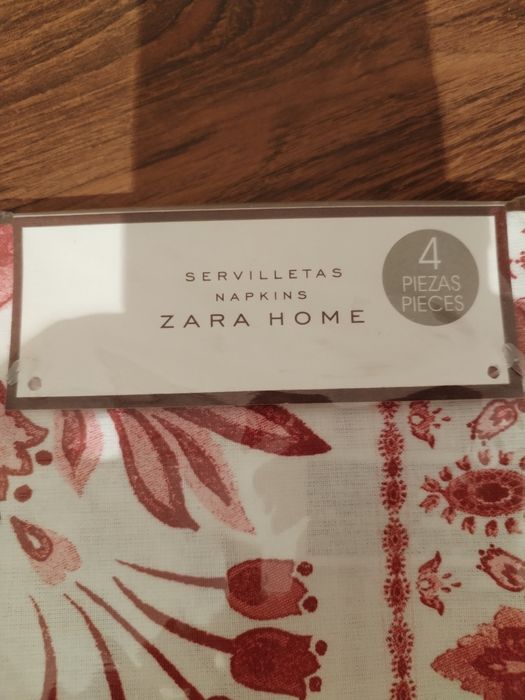 SERVILLETAS
NAPKINS
ZARA HOME
4
PIEZAS
PIECES